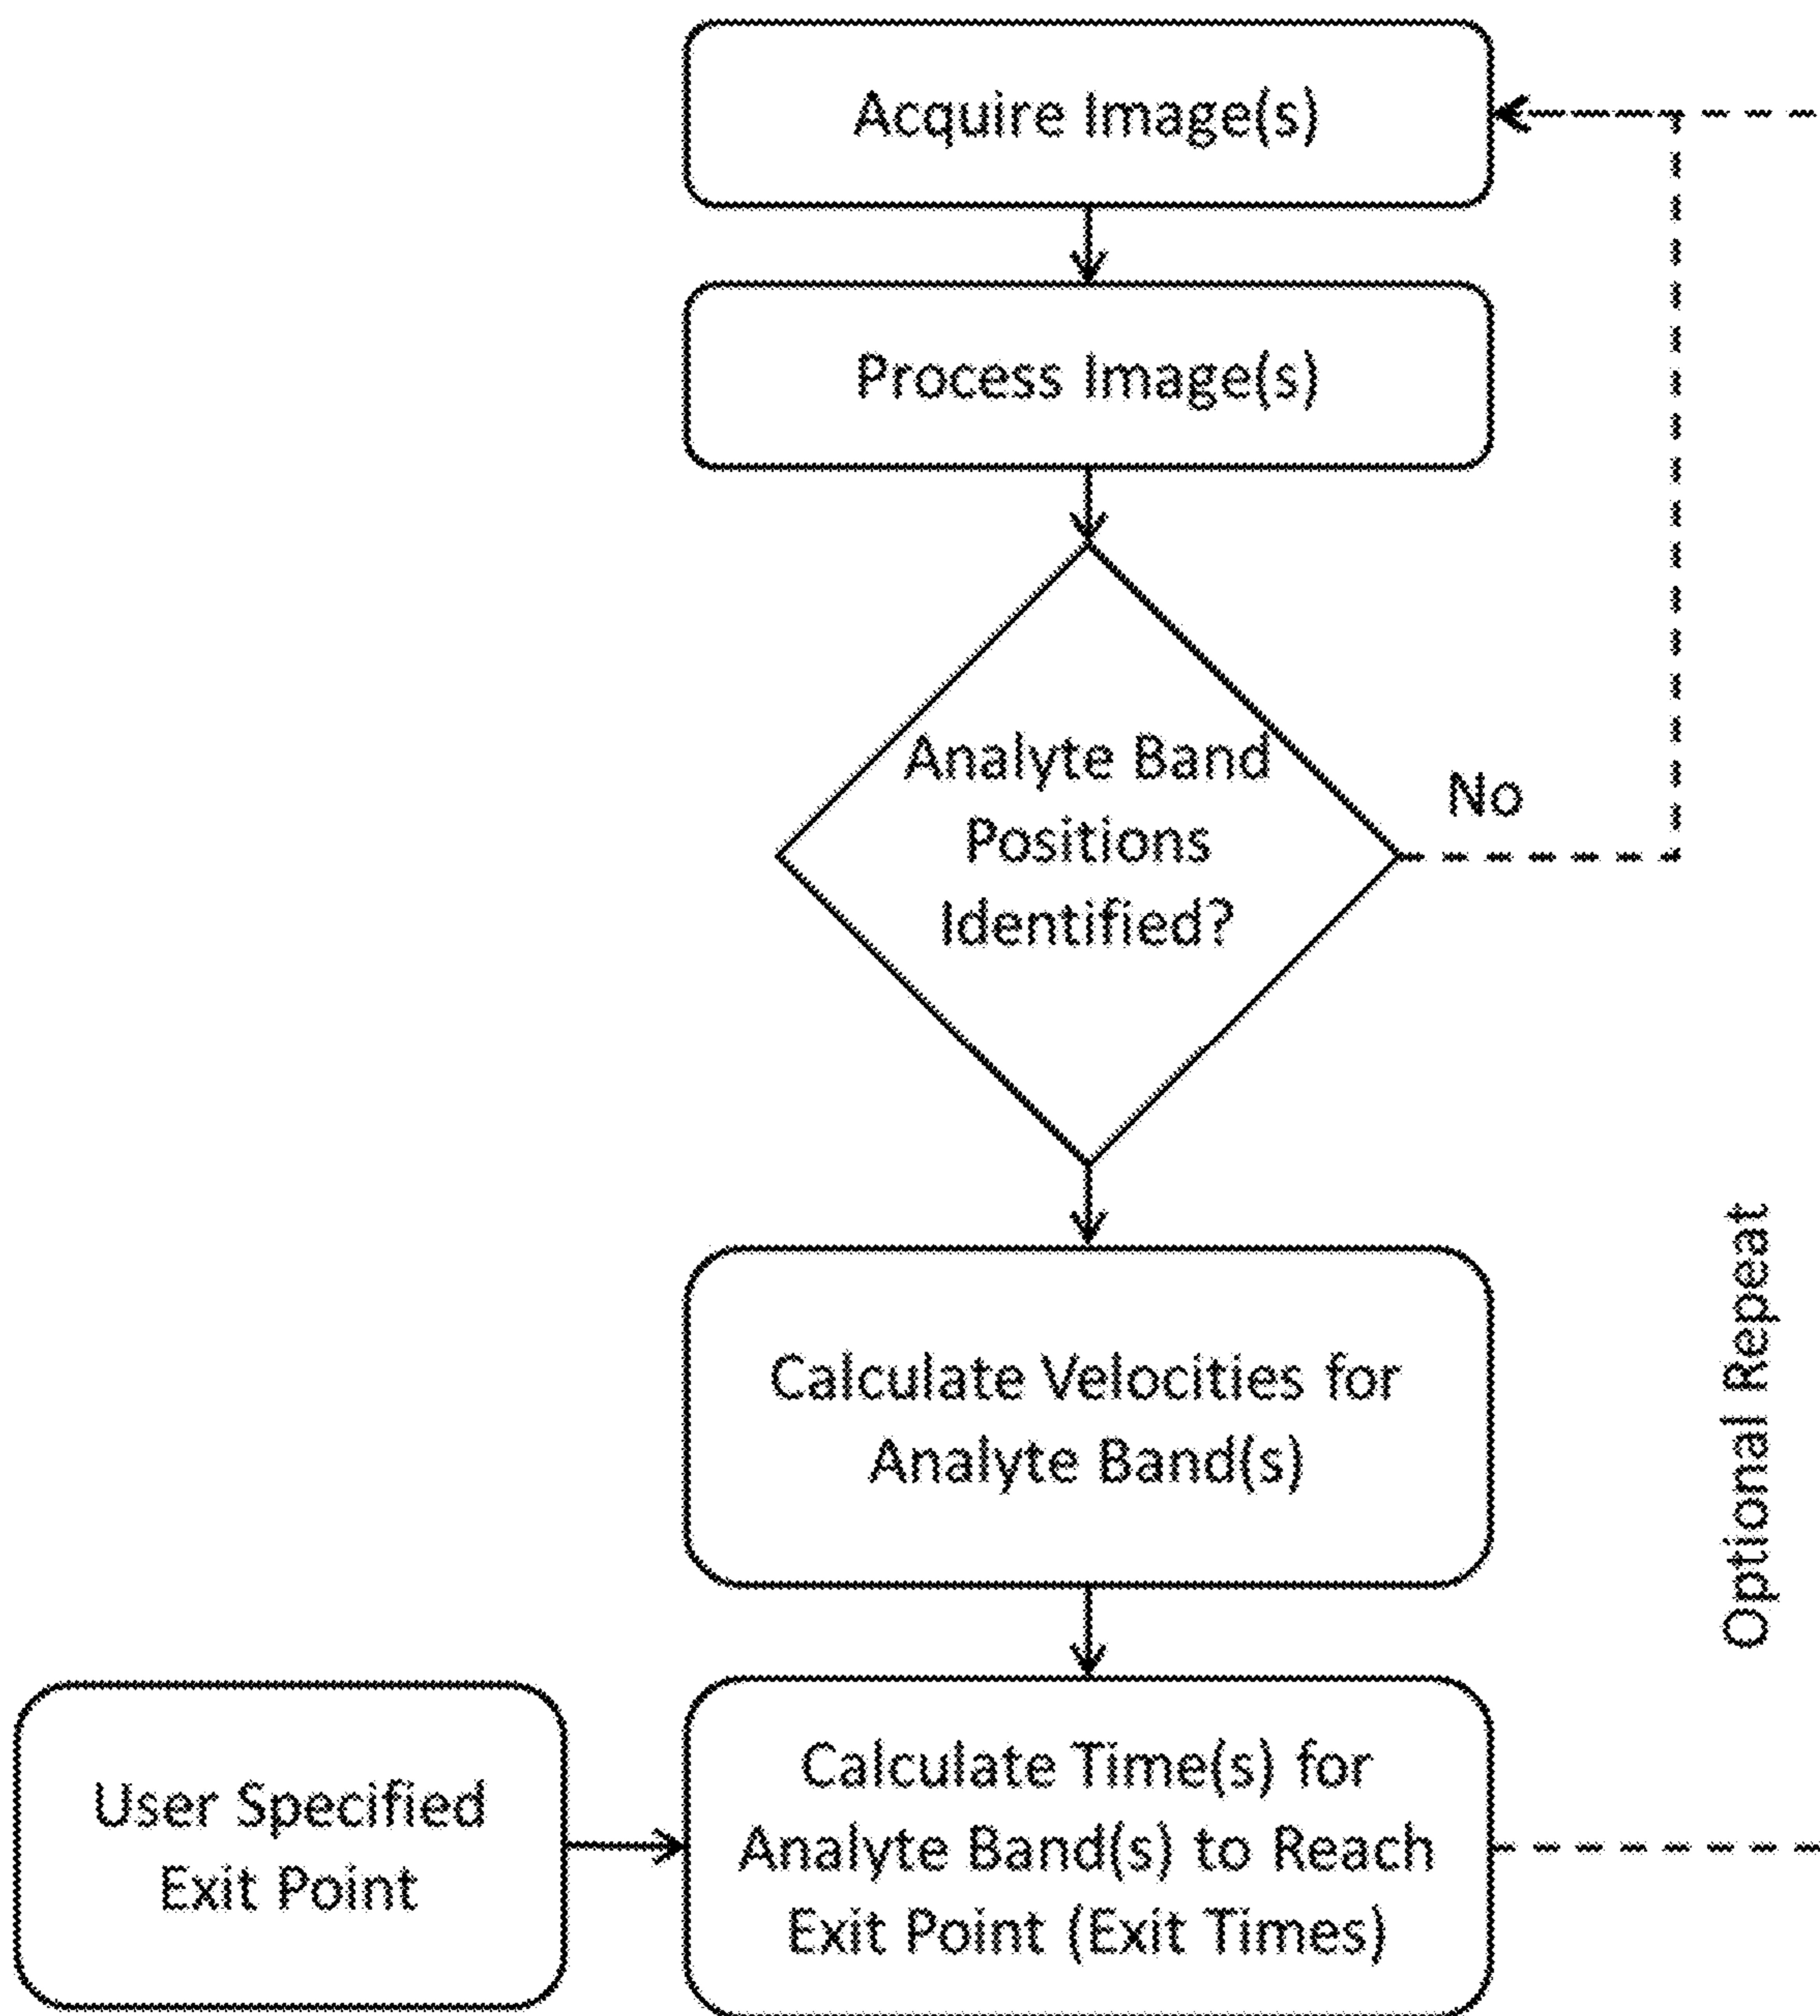 Acquire Image(s)
Process Image(s)
Analyte Band
Positions
Identified?
No
Calculate Velocities for
Analyte Band(s)
Optional Repeat
User Specified
Exit Point
Calculate Time(s) for
Analyte Band(s) to Reach
Exit Point (Exit Times)